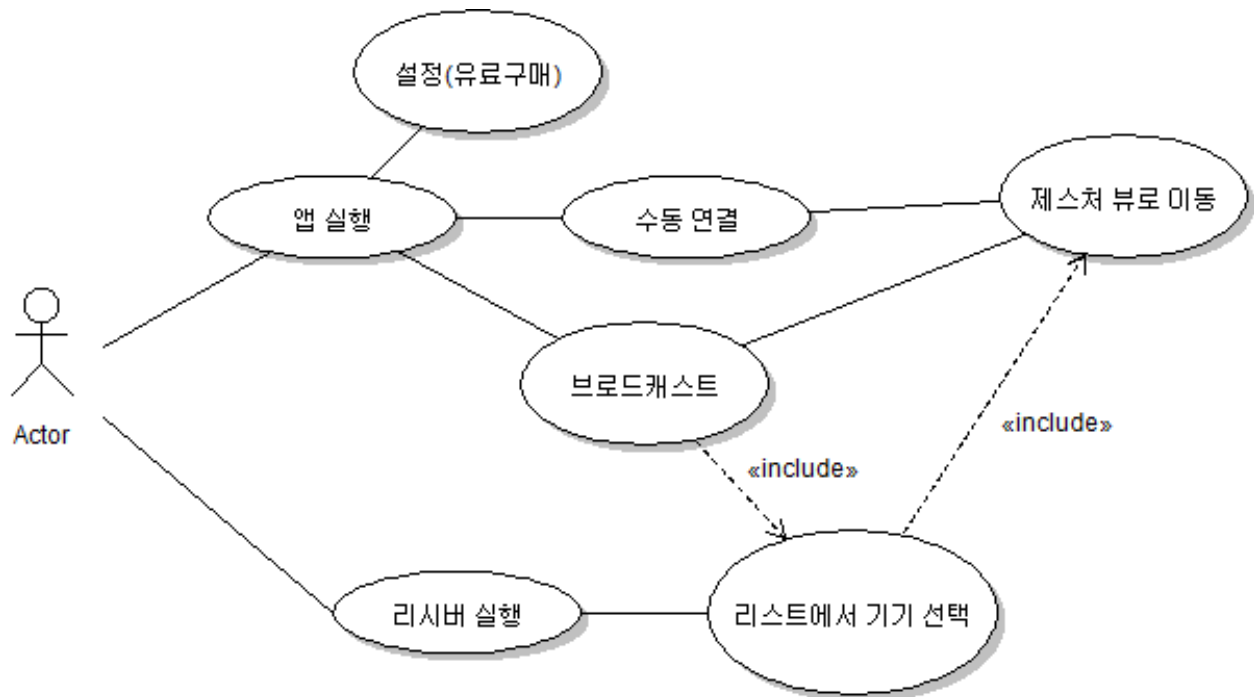 설정(유료구매)
앱 실행
수동 연결
제스처 뷰로 이동
브로드캐스트
Actor
«include»
«include»
리시버 실행
리스트에서 기기 선택